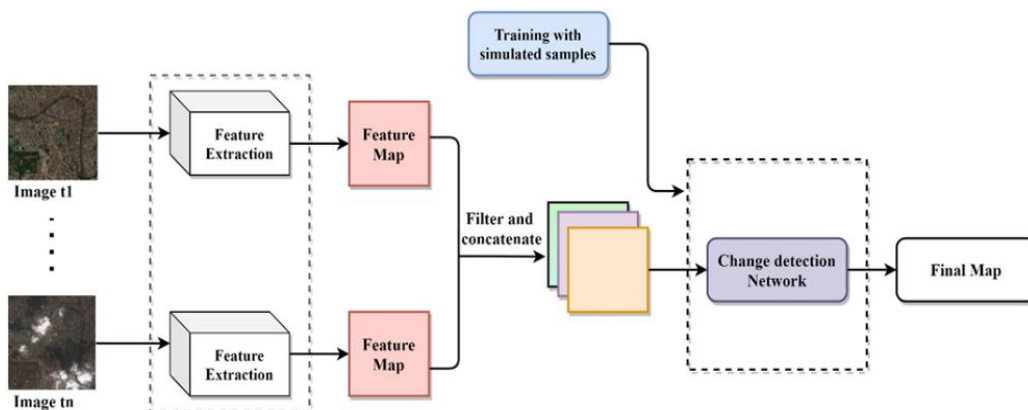 Training with
simulated samples
Feature
Extraction
Feature
Map
Image t1
Filter and
concatenate
Change detection
Network
Final Map
Feature
Extraction
Feature
Map
Image tn